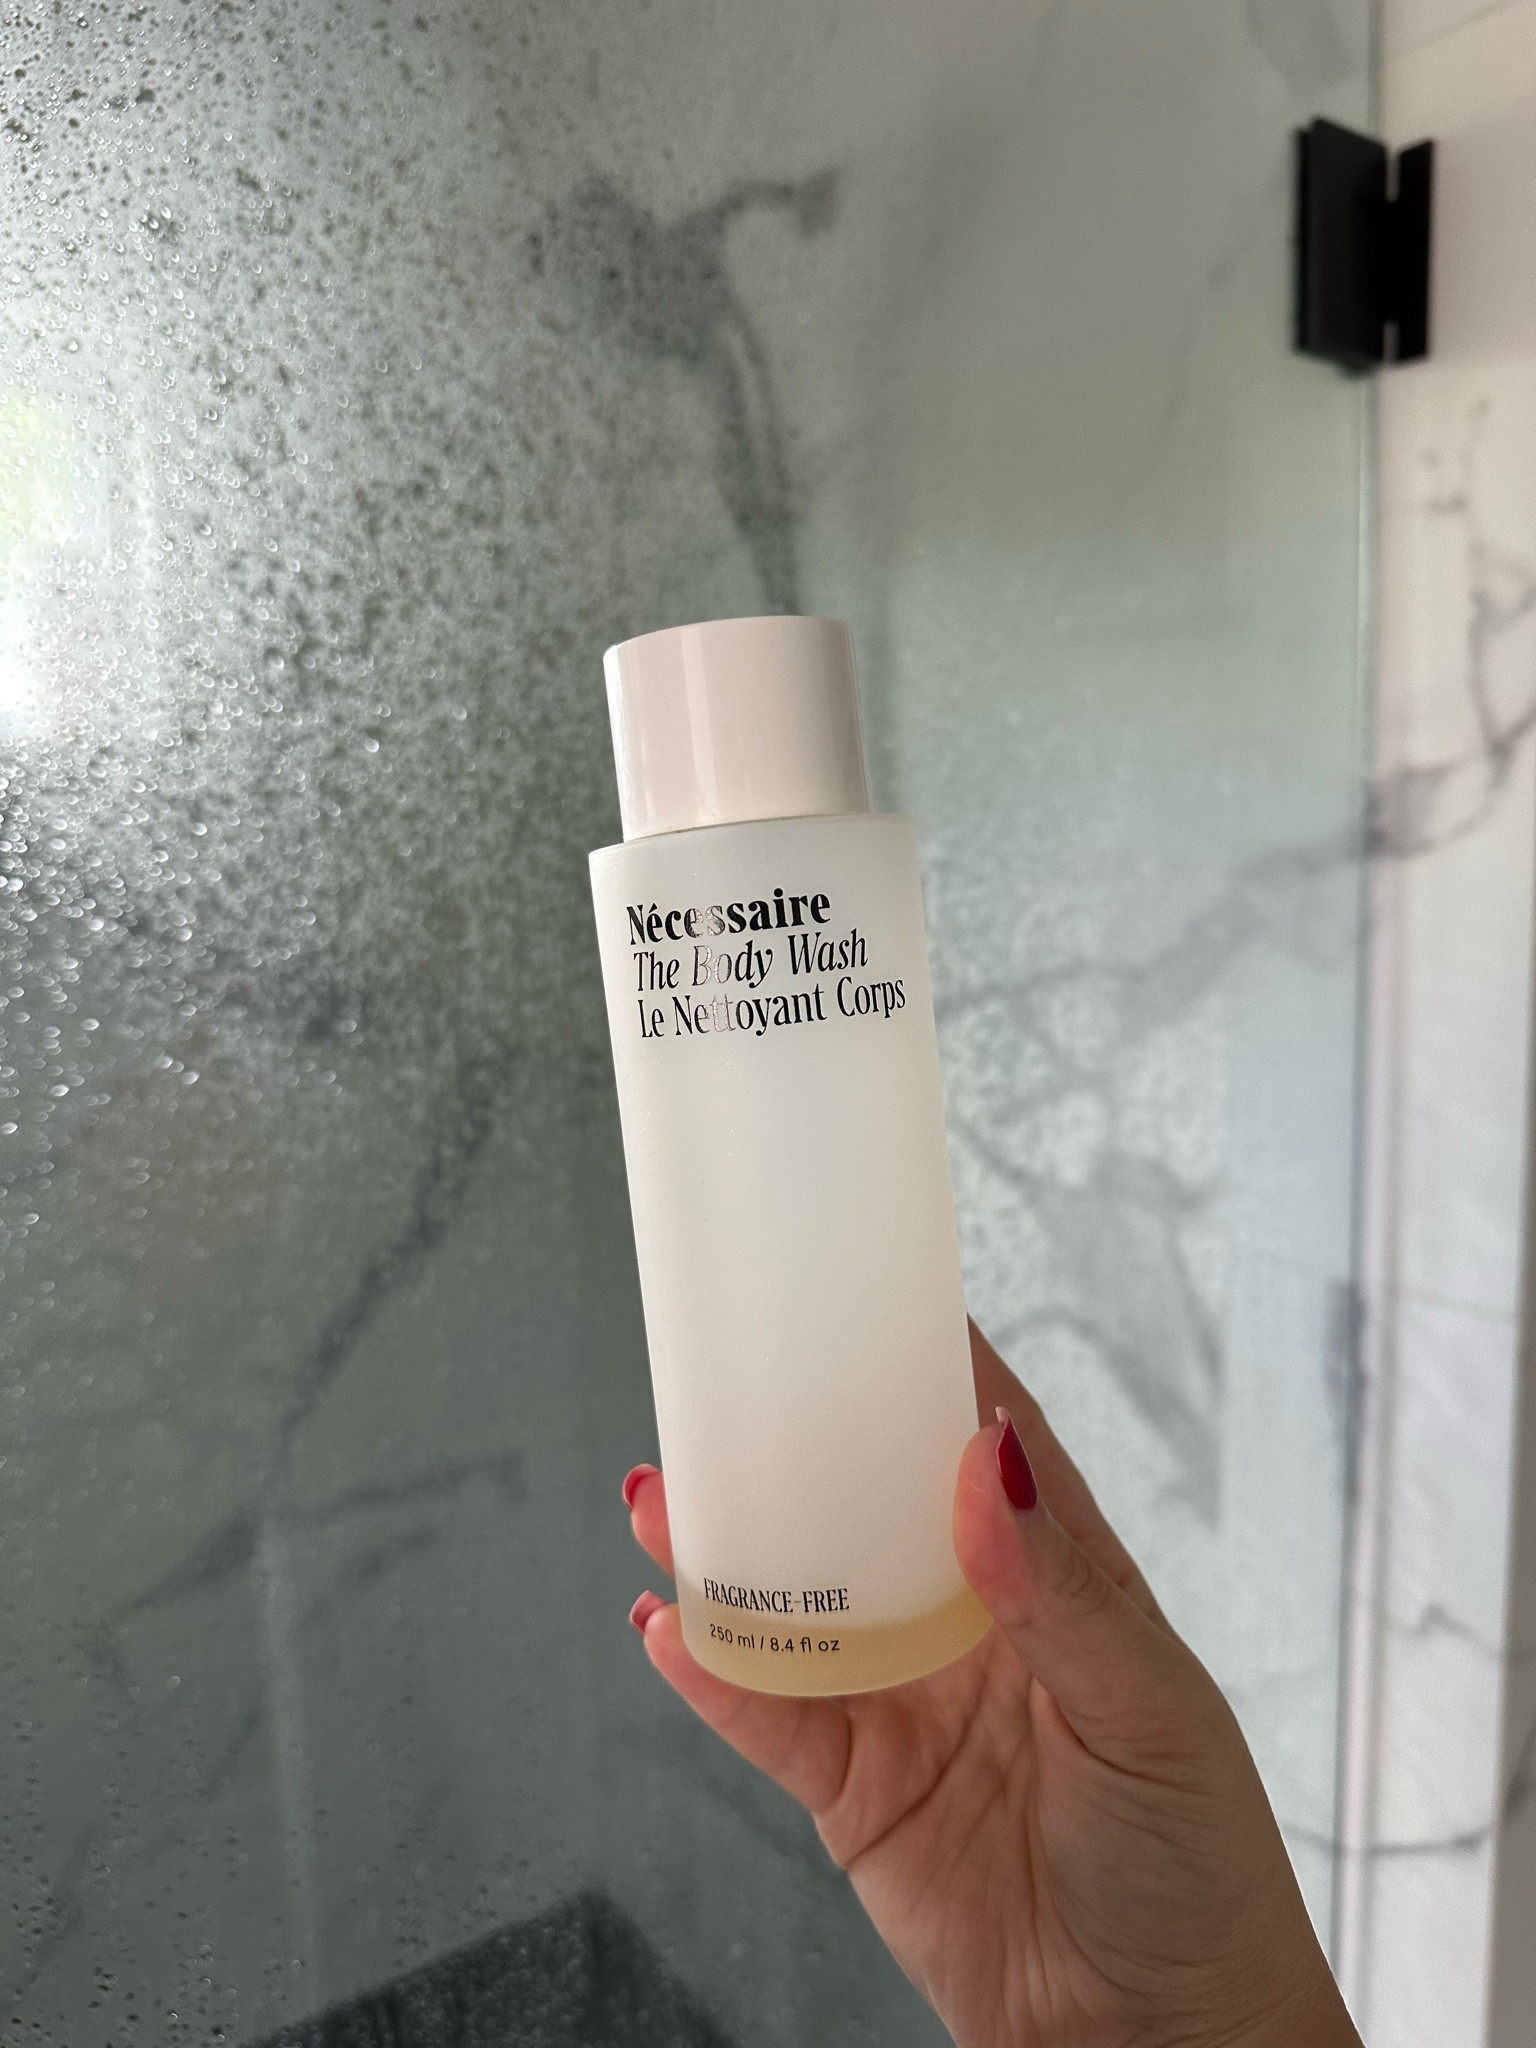 Nécessaire
The Body Wash
Le Nettoyant Corps
FRAGRANCE-FREE
250 ml / 8.4 fl oz